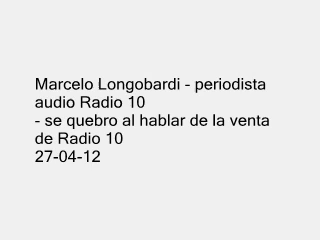 Marcelo Longobardi - periodista
audio Radio 10
- se quebro al hablar de la venta
de Radio 10
27-04-12